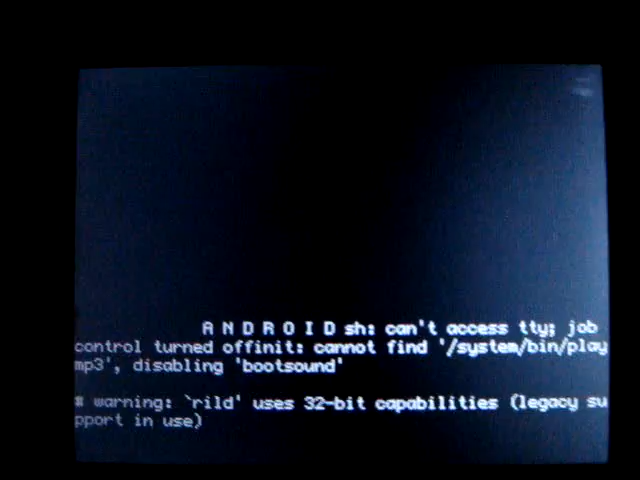 A N D R O I D sh: can't access tty; job
control turned offinit: cannot find '/system/bin/play
mp3', disabling 'bootsound'
# warning: `rild' uses 32-bit capabilities (legacy su
pport in use)